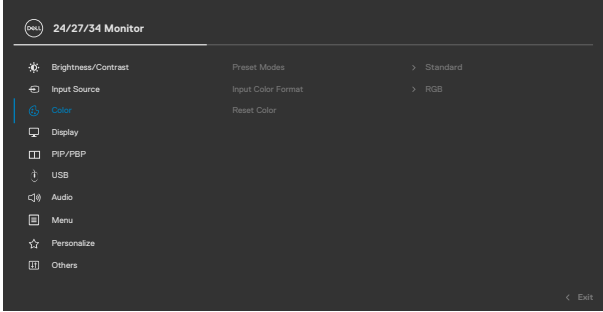 DELL 24/27/34 Monitor
Brightness/Contrast Preset Modes > Standard
Input Source Input Color Format > RGB
Color Reset Color
Display
PIP/PBP
USB
Audio
Menu
Personalize
Others
< Exit